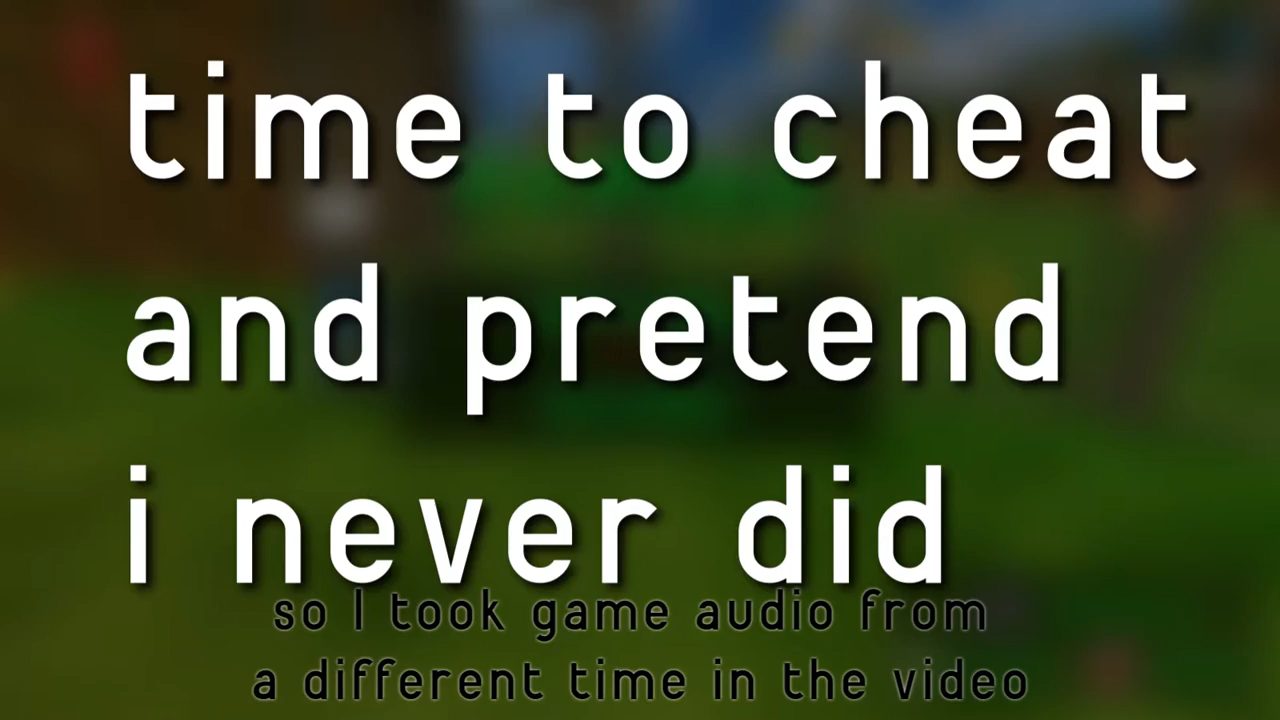 time to cheat
and pretend
i never did
so I took game audio from
a different time in the video